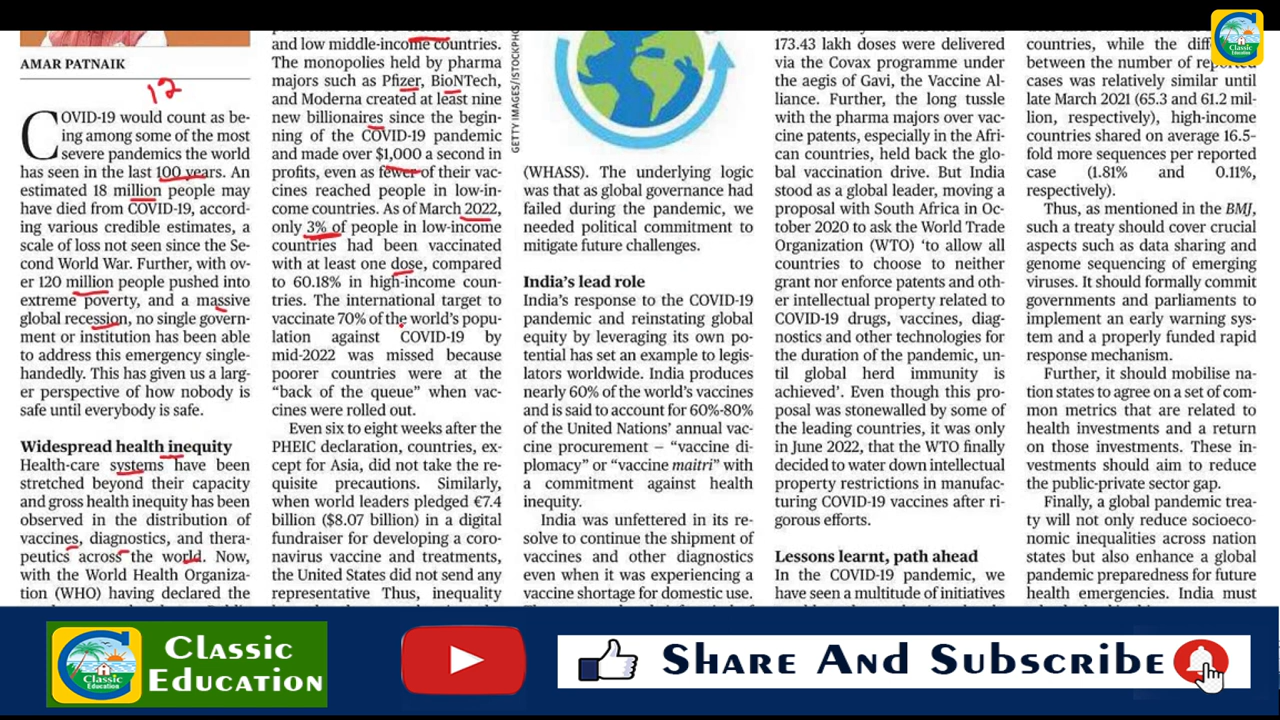 AMAR PATNAIK
12
COVID-19 would count as be-
ing among some of the most
severe pandemics the world
has seen in the last 100 years. An
estimated 18 million people may
have died from COVID-19, accord-
ing various credible estimates, a
scale of loss not seen since the Se-
cond World War. Further, with ov-
er 120 million people pushed into
extreme poverty, and a massive
global recession, no single govern-
ment or institution has been able
to address this emergency single-
handedly. This has given us a larg-
er perspective of how nobody is
safe until everybody is safe.
Widespread health inequity
Health-care systems have been
stretched beyond their capacity
and gross health inequity has been
observed in the distribution of
vaccines, diagnostics, and thera-
peutics across the world. Now,
with the World Health Organiza-
tion (WHO) having declared the
and low middle-income countries.
The monopolies held by pharma
majors such as Pfizer, BioNTech,
and Moderna created at least nine
new billionaires since the begin-
ning of the COVID-19 pandemic
and made over $1,000 a second in
profits, even as fewer of their vac-
cines reached people in low-in-
come countries. As of March 2022,
only 3% of people in low-income
countries had been vaccinated
with at least one dose, compared
to 60.18% in high-income coun-
tries. The international target to
vaccinate 70% of the world's popu-
lation against COVID-19 by
mid-2022 was missed because
poorer countries were at the
"back of the queue" when vac-
cines were rolled out.
Even six to eight weeks after the
PHEIC declaration, countries, ex-
cept for Asia, did not take the re-
quisite precautions. Similarly,
when world leaders pledged €7.4
billion ($8.07 billion) in a digital
fundraiser for developing a coro-
navirus vaccine and treatments,
the United States did not send any
representative Thus, inequality
GETTY IMAGES/ISTOCKPHO
(WHASS). The underlying logic
was that as global governance had
failed during the pandemic, we
needed political commitment to
mitigate future challenges.
India's lead role
India's response to the COVID-19
pandemic and reinstating global
equity by leveraging its own po-
tential has set an example to legis-
lators worldwide. India produces
nearly 60% of the world's vaccines
and is said to account for 60%-80%
of the United Nations' annual vac-
cine procurement – "vaccine di-
plomacy" or "vaccine maitri" with
a commitment against health
inequity.
India was unfettered in its re-
solve to continue the shipment of
vaccines and other diagnostics
even when it was experiencing a
vaccine shortage for domestic use.
173.43 lakh doses were delivered
via the Covax programme under
the aegis of Gavi, the Vaccine Al-
liance. Further, the long tussle
with the pharma majors over vac-
cine patents, especially in the Afri-
can countries, held back the glo-
bal vaccination drive. But India
stood as a global leader, moving a
proposal with South Africa in Oc-
tober 2020 to ask the World Trade
Organization (WTO) 'to allow all
countries to choose to neither
grant nor enforce patents and oth-
er intellectual property related to
COVID-19 drugs, vaccines, diag-
nostics and other technologies for
the duration of the pandemic, un-
til global herd immunity is
achieved'. Even though this pro-
posal was stonewalled by some of
the leading countries, it was only
in June 2022, that the WTO finally
decided to water down intellectual
property restrictions in manufac-
turing COVID-19 vaccines after ri-
gorous efforts.
Lessons learnt, path ahead
In the COVID-19 pandemic, we
have seen a multitude of initiatives
countries, while the
between the number of reported
cases was relatively similar until
late March 2021 (65.3 and 61.2 mil-
lion, respectively), high-income
countries shared on average 16.5-
fold more sequences per reported
case (1.81% and 0.11%,
respectively).
Thus, as mentioned in the BMJ,
such a treaty should cover crucial
aspects such as data sharing and
genome sequencing of emerging
viruses. It should formally commit
governments and parliaments to
implement an early warning sys-
tem and a properly funded rapid
response mechanism.
Further, it should mobilise na-
tion states to agree on a set of com-
mon metrics that are related to
health investments and a return
on those investments. These in-
vestments should aim to reduce
the public-private sector gap.
Finally, a global pandemic trea-
ty will not only reduce socioeco-
nomic inequalities across nation
states but also enhance a global
pandemic preparedness for future
health emergencies. India must
Classic
Education
Classic
Education
CLASSIC
EDUCATION
SHARE AND SUBSCRIBE